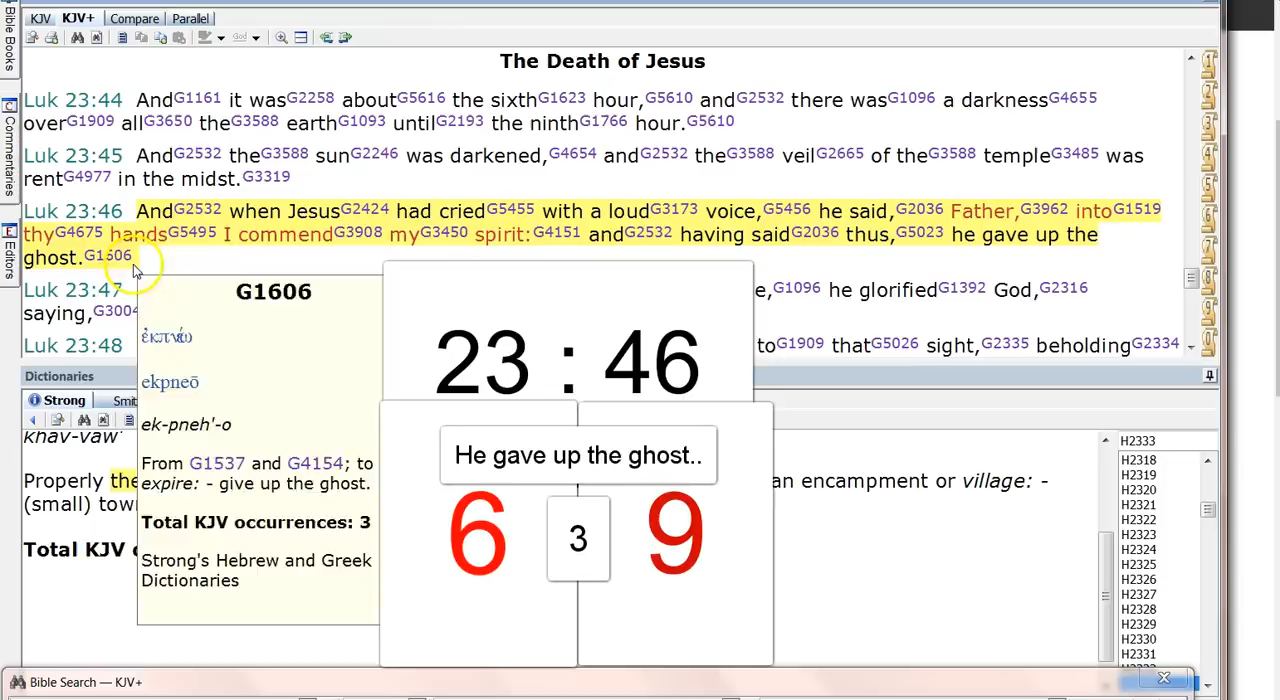 Bible Books
Commentaries
Editors
KJV KJV+ Compare Parallel
God
The Death of Jesus
Luk 23:44 AndG1161 it wasG2258 aboutG5616 the sixthG1623 hour,G5610 andG2532 there wasG1096 a darknessG4655
overG1909 allG3650 theG3588 earthG1093 untilG2193 the ninthG1766 hour.G5610
Luk 23:45 AndG2532 theG3588 sunG2246 was darkened,G4654 andG2532 theG3588 veilG2665 of theG3588 templeG3485 was
rentG4977 in the midst.G3319
Luk 23:46 AndG2532 when JesusG2424 had criedG5455 with a loudG3173 voice,G5456 he said,G2036 Father,G3962 intoG1519
thyG4675 handsG5495 I commendG3908 myG3450 spirit:G4151 andG2532 having saidG2036 thus,G5023 he gave up the
ghost.G1606
Luk 23:47 e,G1096 he glorifiedG1392 God,G2316
saying,G3004
Luk 23:48 toG1909 thatG5026 sight,G2335 beholdingG2334
G1606
ἐκπνέω
ekpneō
ek-pneh'-o
From G1537 and G4154; to
expire: - give up the ghost.
Total KJV occurrences: 3
Strong's Hebrew and Greek
Dictionaries
23 : 46
He gave up the ghost..
6 3 9
Dictionaries
Strong Smit
khav-vaw'
Properly the an encampment or village: -
(small) tow
Total KJV
H2333
H2318
H2319
H2320
H2321
H2322
H2323
H2324
H2325
H2326
H2327
H2328
H2329
H2330
H2331
Bible Search — KJV+